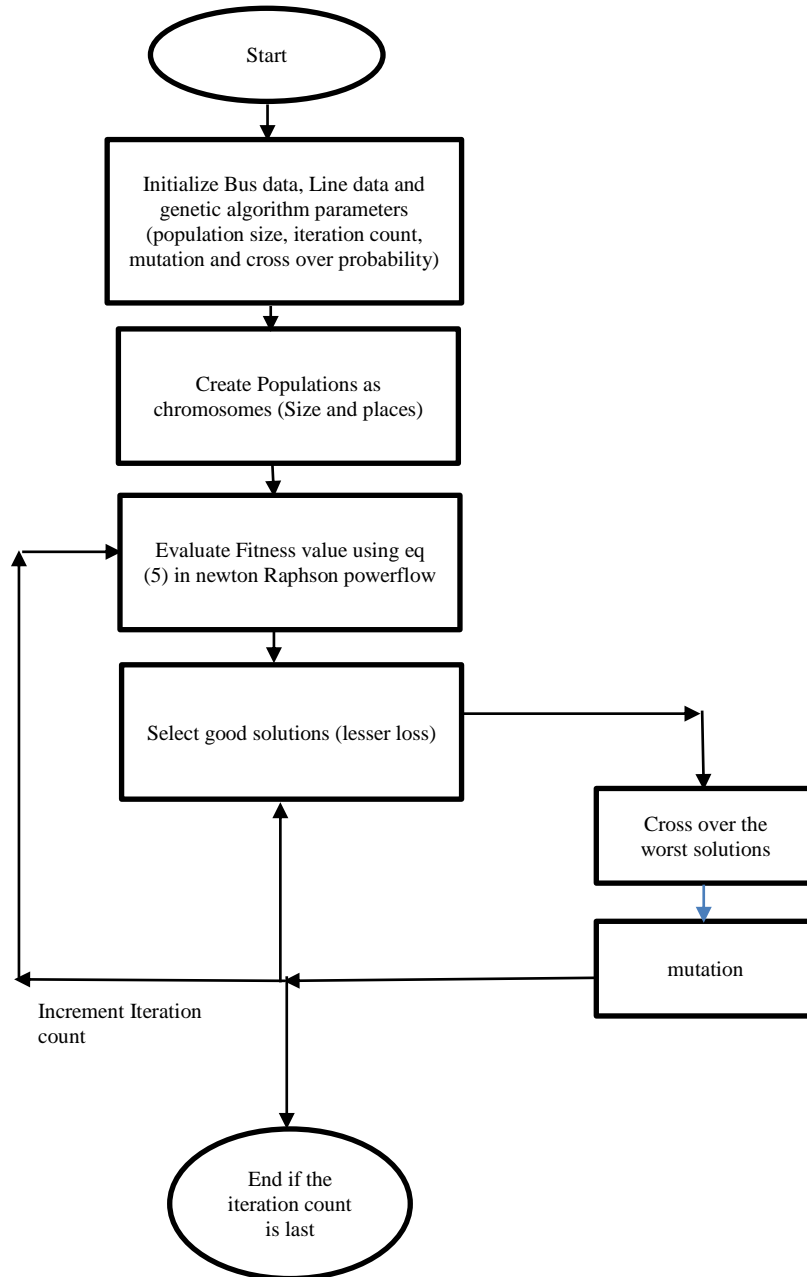 Start
Initialize Bus data, Line data and
genetic algorithm parameters
(population size, iteration count,
mutation and cross over probability)
Create Populations as
chromosomes (Size and places)
Evaluate Fitness value using eq
(5) in newton Raphson powerflow
Select good solutions (lesser loss)
Cross over the
worst solutions
mutation
Increment Iteration
count
End if the
iteration count
is last